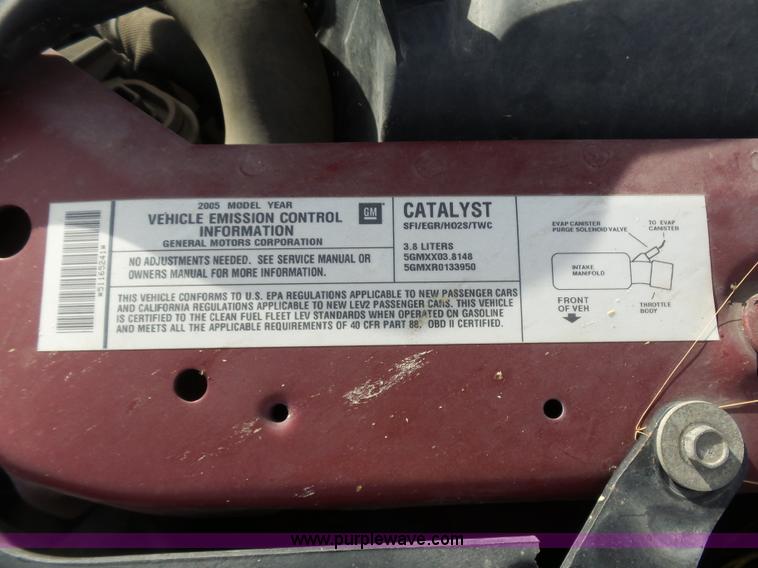 *51165241*
2005 MODEL YEAR
VEHICLE EMISSION CONTROL
INFORMATION
GENERAL MOTORS CORPORATION
GM
NO ADJUSTMENTS NEEDED. SEE SERVICE MANUAL OR
OWNERS MANUAL FOR MORE INFORMATION.
CATALYST
SFI/EGR/HO2S/TWC
3.8 LITERS
5GMXX03.8148
5GMXR0133950
THIS VEHICLE CONFORMS TO U.S. EPA REGULATIONS APPLICABLE TO NEW PASSENGER CARS
AND CALIFORNIA REGULATIONS APPLICABLE TO NEW LEV2 PASSENGER CARS. THIS VEHICLE
IS CERTIFIED TO THE CLEAN FUEL FLEET LEV STANDARDS WHEN OPERATED ON GASOLINE
AND MEETS ALL THE APPLICABLE REQUIREMENTS OF 40 CFR PART 88. OBD II CERTIFIED.
EVAP CANISTER
PURGE SOLENOID VALVE
TO EVAP
CANISTER
INTAKE
MANIFOLD
FRONT
OF VEH
THROTTLE
BODY
www.purplewave.com